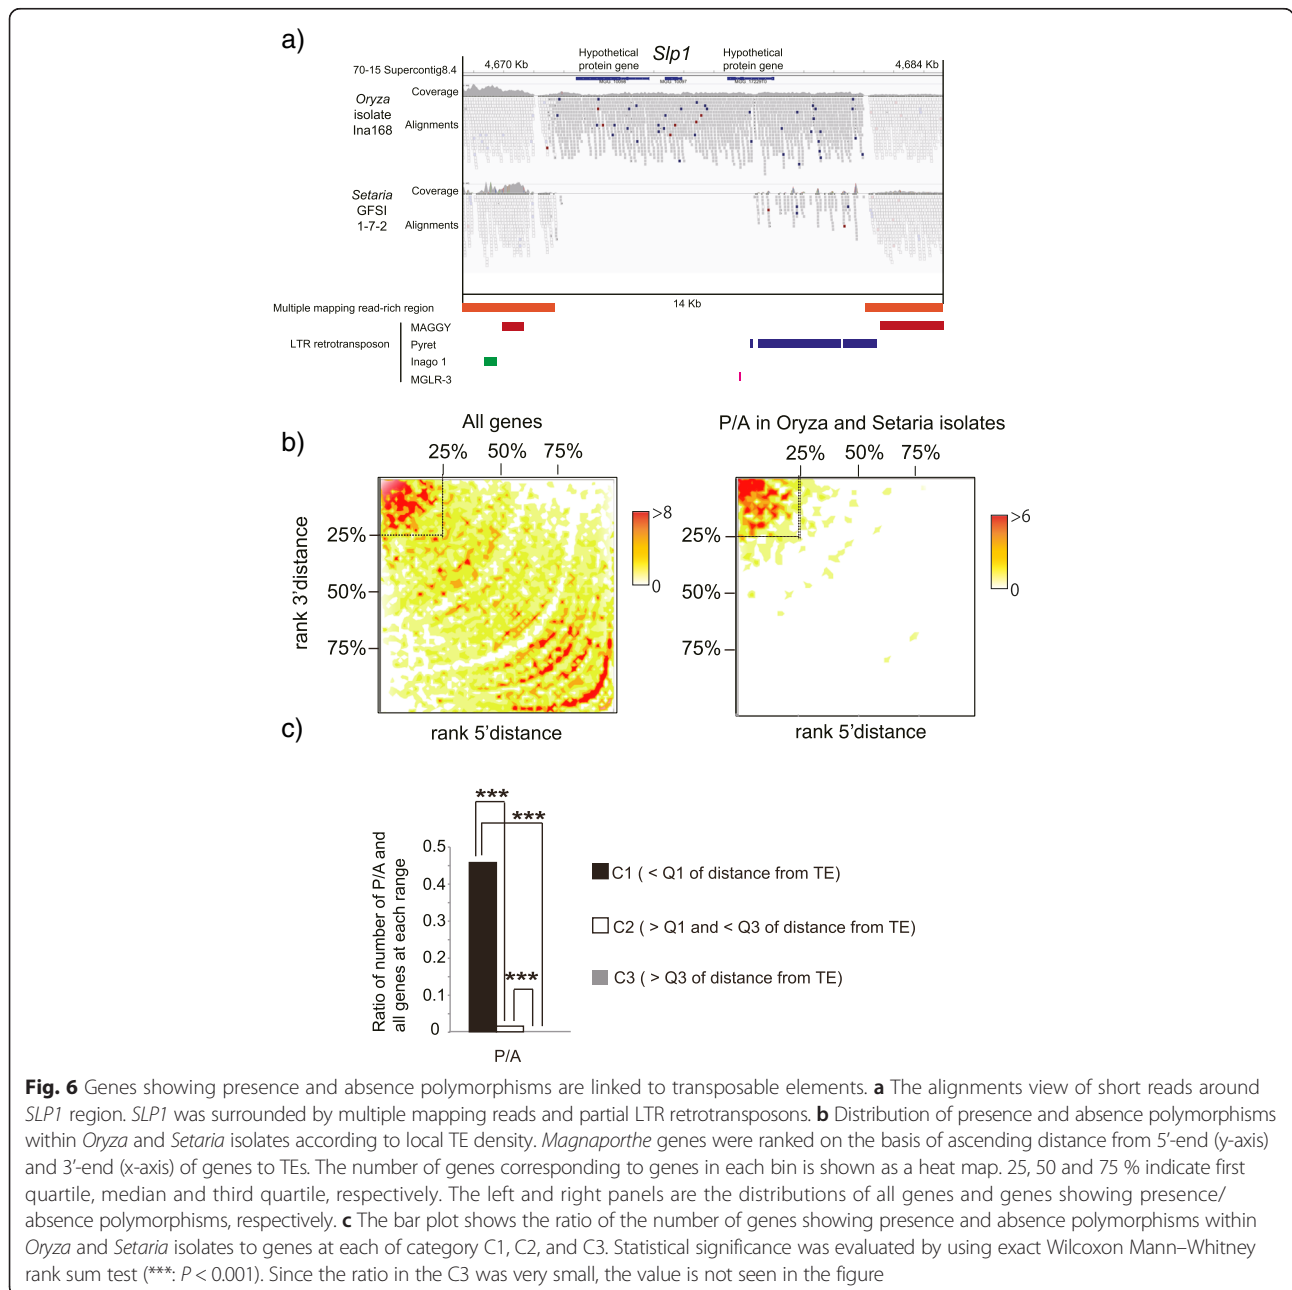 a)
Hypothetical
protein gene
Slp1
Hypothetical
protein gene
4,670 Kb
4,684 Kb
70-15 Supercontig8.4
Coverage
Oryza
isolate
Ina168
Alignments
Coverage
Setaria
GFSI
1-7-2
Alignments
14 Kb
Multiple mapping read-rich region
MAGGY
LTR retrotransposon
Pyret
Inago 1
MGLR-3
b)
All genes
25% 50% 75%
rank 3'distance
25%
50%
75%
>8
0
rank 5'distance
P/A in Oryza and Setaria isolates
25% 50% 75%
25%
50%
75%
>6
0
rank 5'distance
c)
***
***
***
Ratio of number of P/A and
all genes at each range
0.5
0.4
0.3
0.2
0.1
0
P/A
C1 ( < Q1 of distance from TE)
C2 ( > Q1 and < Q3 of distance from TE)
C3 ( > Q3 of distance from TE)
Fig. 6 Genes showing presence and absence polymorphisms are linked to transposable elements. a The alignments view of short reads around
SLP1 region. SLP1 was surrounded by multiple mapping reads and partial LTR retrotransposons. b Distribution of presence and absence polymorphisms
within Oryza and Setaria isolates according to local TE density. Magnaporthe genes were ranked on the basis of ascending distance from 5′-end (y-axis)
and 3′-end (x-axis) of genes to TEs. The number of genes corresponding to genes in each bin is shown as a heat map. 25, 50 and 75 % indicate first
quartile, median and third quartile, respectively. The left and right panels are the distributions of all genes and genes showing presence/
absence polymorphisms, respectively. c The bar plot shows the ratio of the number of genes showing presence and absence polymorphisms within
Oryza and Setaria isolates to genes at each of category C1, C2, and C3. Statistical significance was evaluated by using exact Wilcoxon Mann–Whitney
rank sum test (***: P < 0.001). Since the ratio in the C3 was very small, the value is not seen in the figure